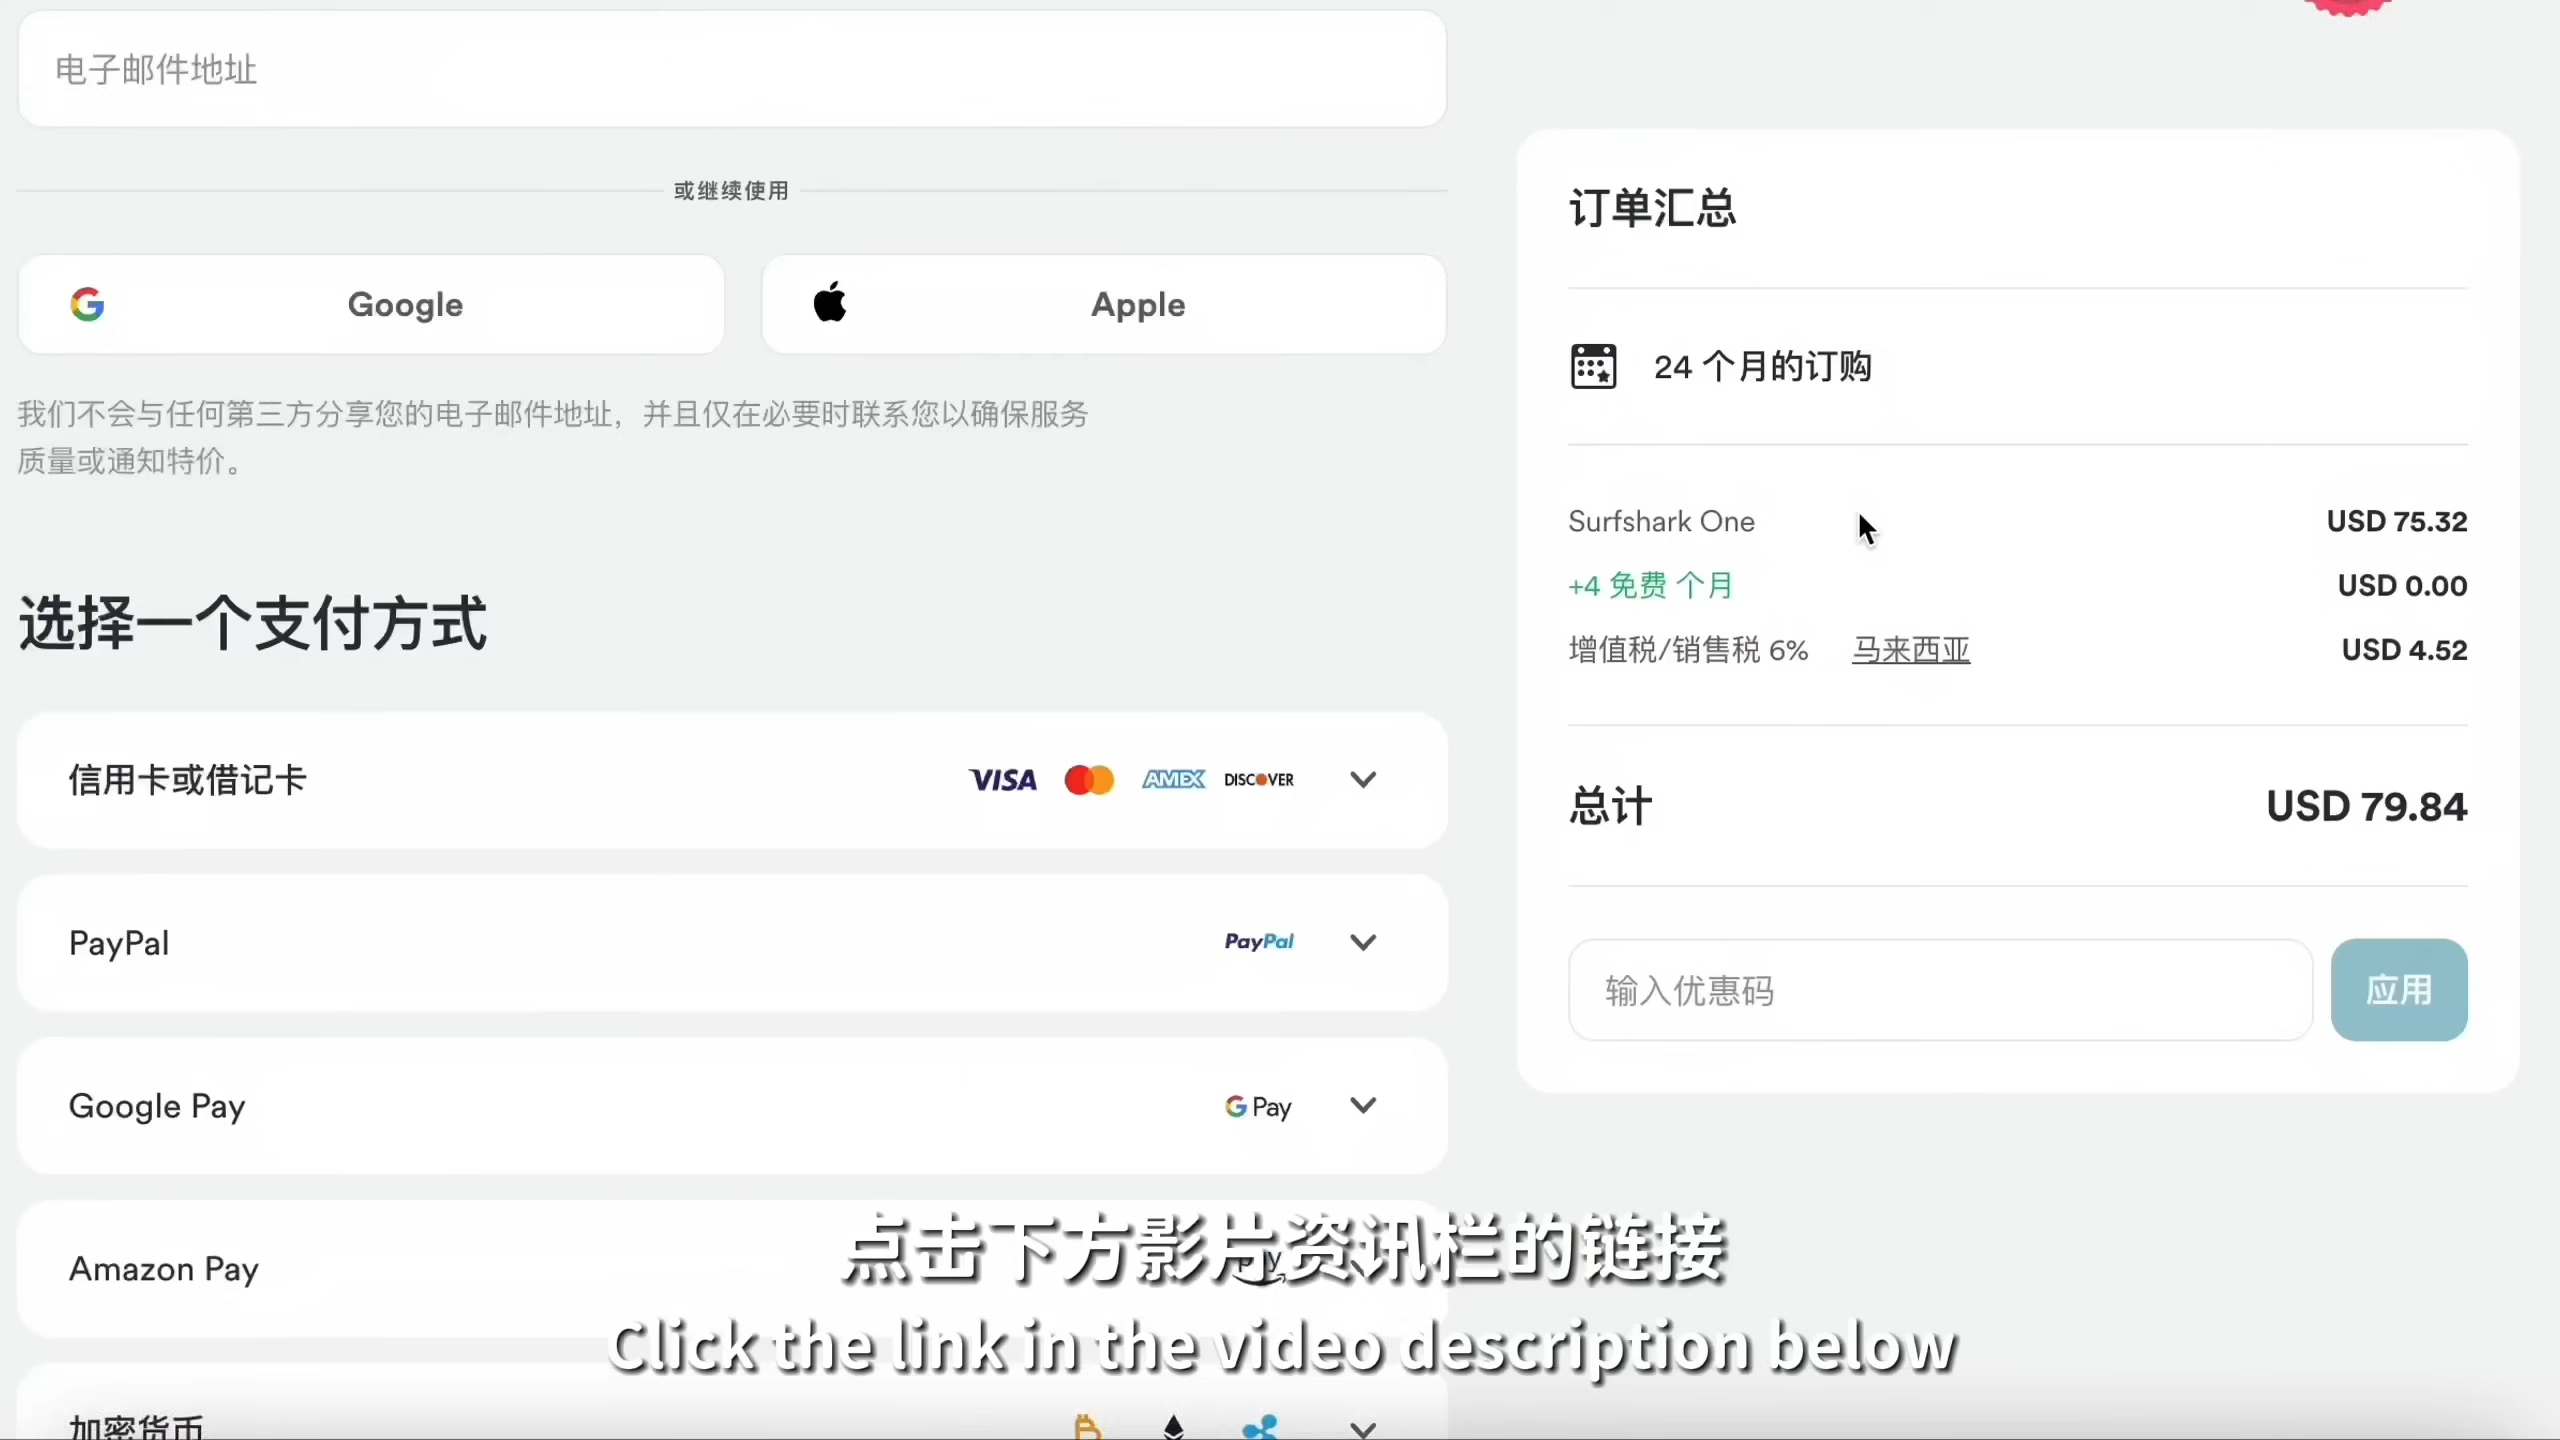 电子邮件地址
或继续使用
Google
Apple
我们不会与任何第三方分享您的电子邮件地址，并且仅在必要时联系您以确保服务
质量或通知特价。
选择一个支付方式
信用卡或借记卡
VISA
AMEX
DISCOVER
PayPal
PayPal
Google Pay
G Pay
Amazon Pay
pay
加密货币
订单汇总
24 个月的订购
Surfshark One
USD 75.32
+4 免费 个月
USD 0.00
增值税/销售税 6%
马来西亚
USD 4.52
总计
USD 79.84
输入优惠码
应用
点击下方影片资讯栏的链接
Click the link in the video description below